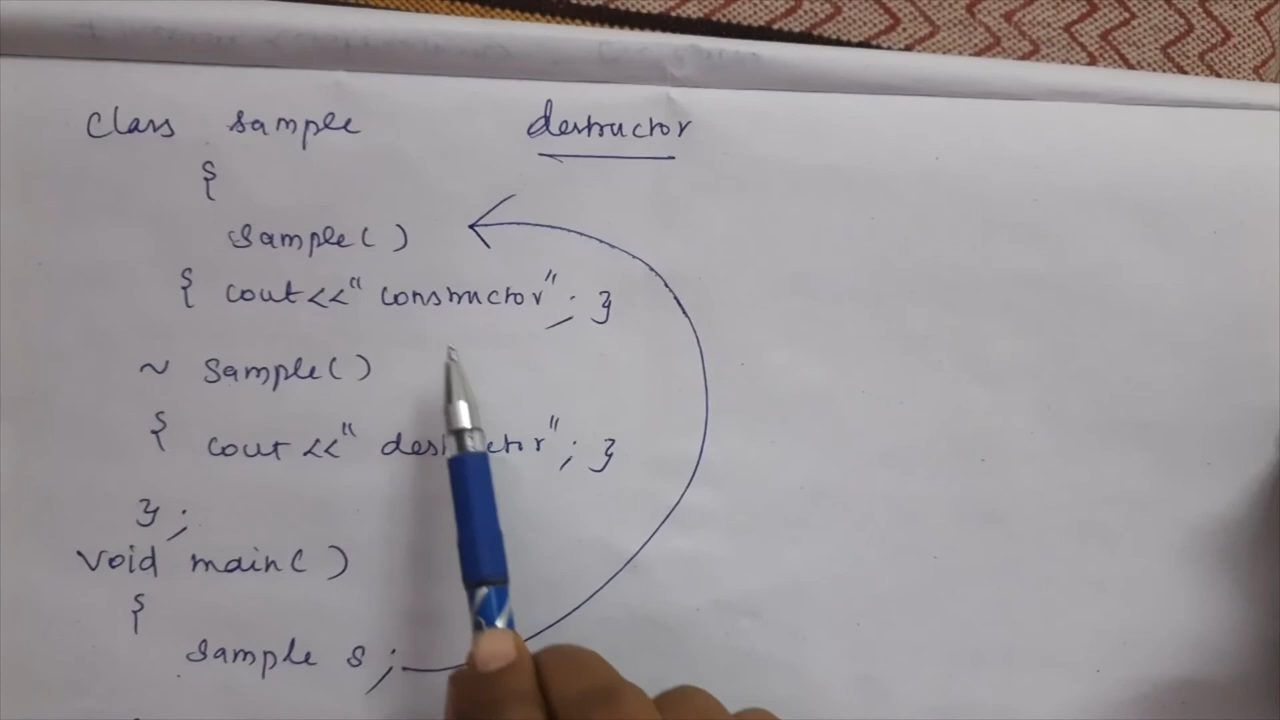 class sample
destructor
{
sample()
{ cout<<"constructor"; }
~ sample()
{ cout<<"destructor"; }
};
void main()
{
sample s;